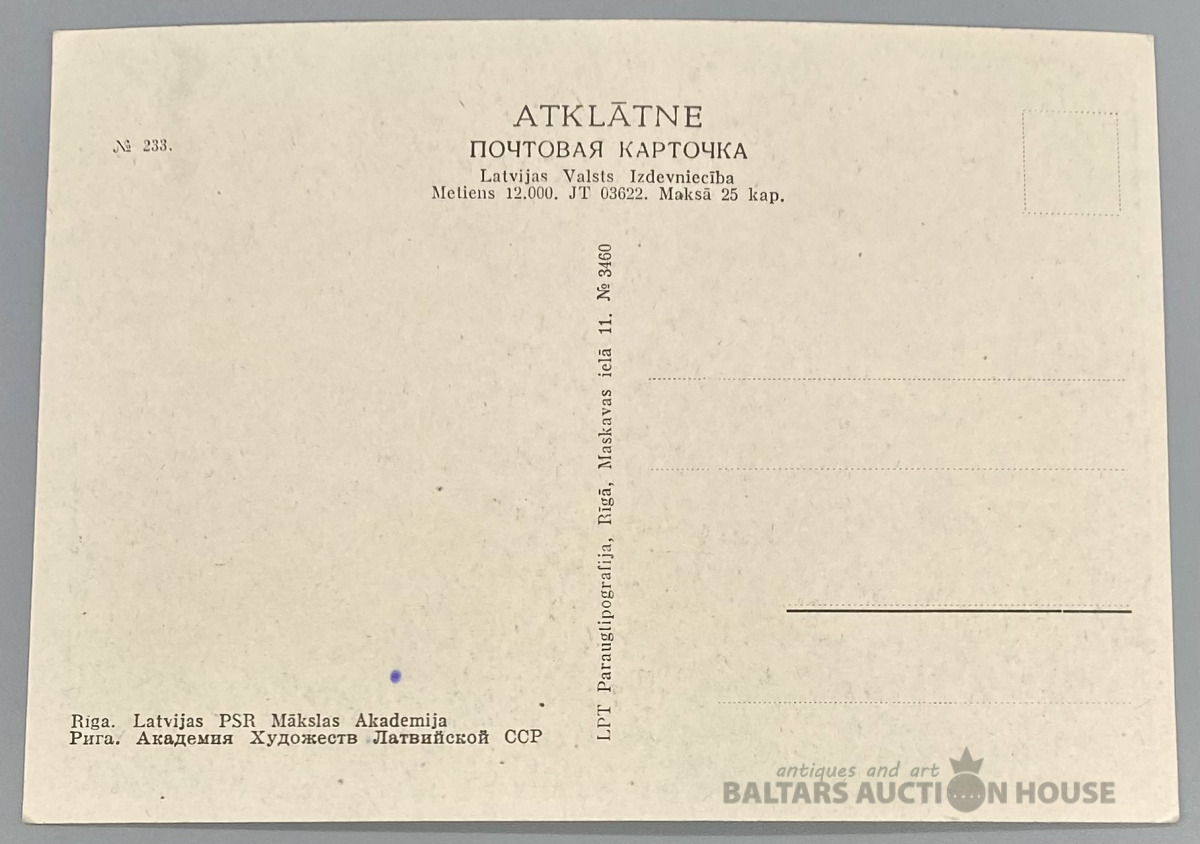 ATKLĀTNE
ПОЧТОВАЯ КАРТОЧКА
Latvijas Valsts Izdevniecība
Metiens 12.000. JT 03622. Maksā 25 kap.
№ 233.
LPT Paraugtipografija, Rīgā, Maskavas ielā 11. № 3460
Rīga. Latvijas PSR Mākslas Akademija
Рига. Академия Художеств Латвийской ССР
antiques and art
BALTARS AUCTION HOUSE